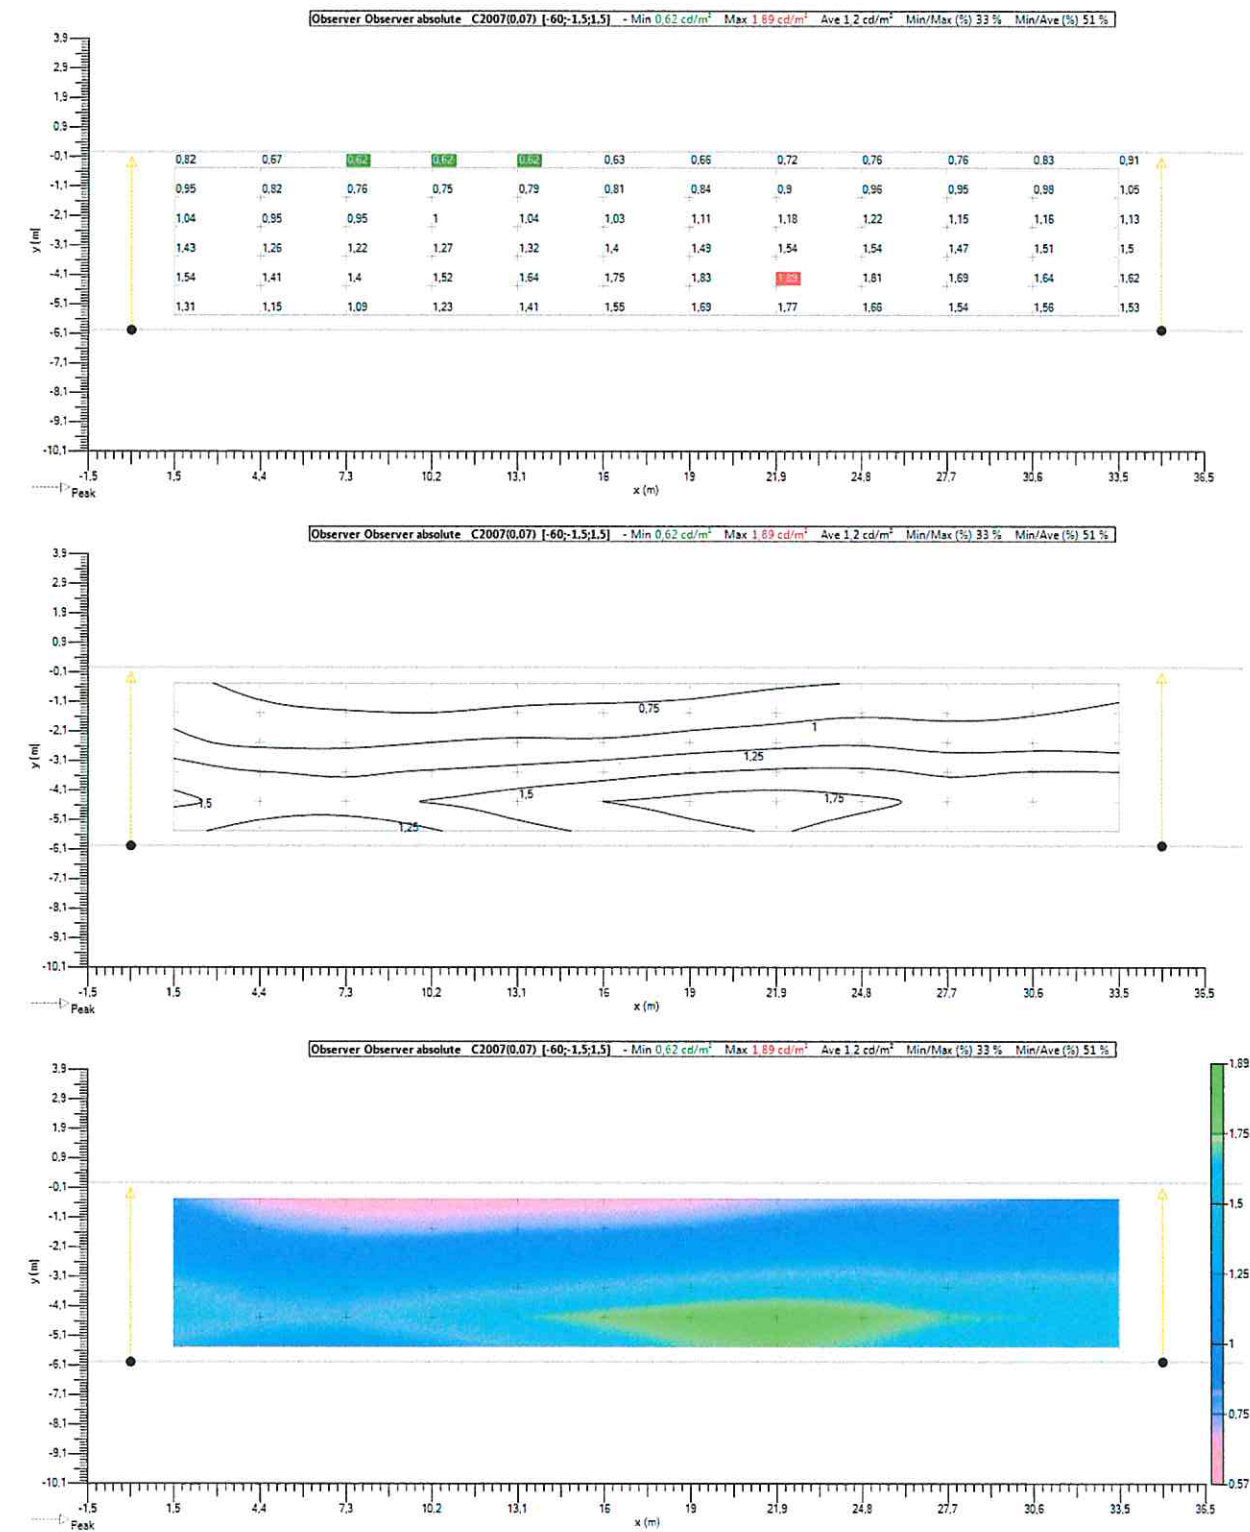 Observer Observer absolute C2007(0,07) [-60;-1,5;1,5] - Min 0,62 cd/m² Max 1,89 cd/m² Ave 1,2 cd/m² Min/Max (%) 33 % Min/Ave (%) 51 %
3,9
2,9
1,9
0,9
-0,1
0,82 0,67 0,62 0,62 0,62 0,63 0,66 0,72 0,76 0,76 0,83 0,91
-1,1
0,95 0,82 0,76 0,75 0,79 0,81 0,84 0,9 0,96 0,95 0,98 1,05
-2,1
1,04 0,95 0,95 1 1,04 1,03 1,11 1,18 1,22 1,15 1,16 1,13
y (m)
-3,1
1,43 1,26 1,22 1,27 1,32 1,4 1,49 1,54 1,54 1,47 1,51 1,5
-4,1
1,54 1,41 1,4 1,52 1,64 1,75 1,83 1,89 1,81 1,69 1,64 1,62
-5,1
1,31 1,15 1,09 1,23 1,41 1,55 1,69 1,77 1,66 1,54 1,56 1,53
-6,1
-7,1
-8,1
-9,1
-10,1
-1,5 1,5 4,4 7,3 10,2 13,1 16 19 21,9 24,8 27,7 30,6 33,5 36,5
Peak
x (m)
Observer Observer absolute C2007(0,07) [-60;-1,5;1,5] - Min 0,62 cd/m² Max 1,89 cd/m² Ave 1,2 cd/m² Min/Max (%) 33 % Min/Ave (%) 51 %
3,9
2,9
1,9
0,9
-0,1
-1,1
0,75
-2,1
1
y (m)
-3,1
1,25
-4,1
1,5 1,5 1,75
-5,1
1,25
-6,1
-7,1
-8,1
-9,1
-10,1
-1,5 1,5 4,4 7,3 10,2 13,1 16 19 21,9 24,8 27,7 30,6 33,5 36,5
Peak
x (m)
Observer Observer absolute C2007(0,07) [-60;-1,5;1,5] - Min 0,62 cd/m² Max 1,89 cd/m² Ave 1,2 cd/m² Min/Max (%) 33 % Min/Ave (%) 51 %
3,9
2,9
1,9
0,9
-0,1
-1,1
-2,1
y (m)
-3,1
-4,1
-5,1
-6,1
-7,1
-8,1
-9,1
-10,1
1,89
1,75
1,5
1,25
1
0,75
0,57
-1,5 1,5 4,4 7,3 10,2 13,1 16 19 21,9 24,8 27,7 30,6 33,5 36,5
Peak
x (m)